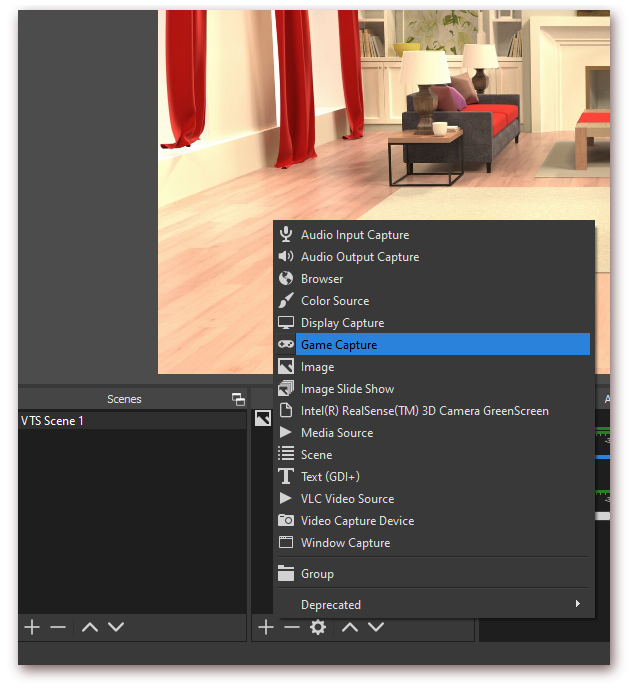 Audio Input Capture
Audio Output Capture
Browser
Color Source
Display Capture
Game Capture
Image
Image Slide Show
Intel(R) RealSense(TM) 3D Camera GreenScreen
Media Source
Scene
Text (GDI+)
VLC Video Source
Video Capture Device
Window Capture
Group
Deprecated
Scenes
VTS Scene 1